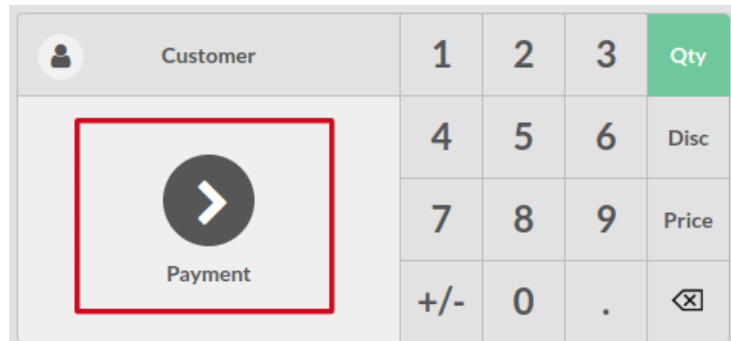 Customer 1 2 3 Qty
4 5 6 Disc
7 8 9 Price
Payment
+/- 0 .